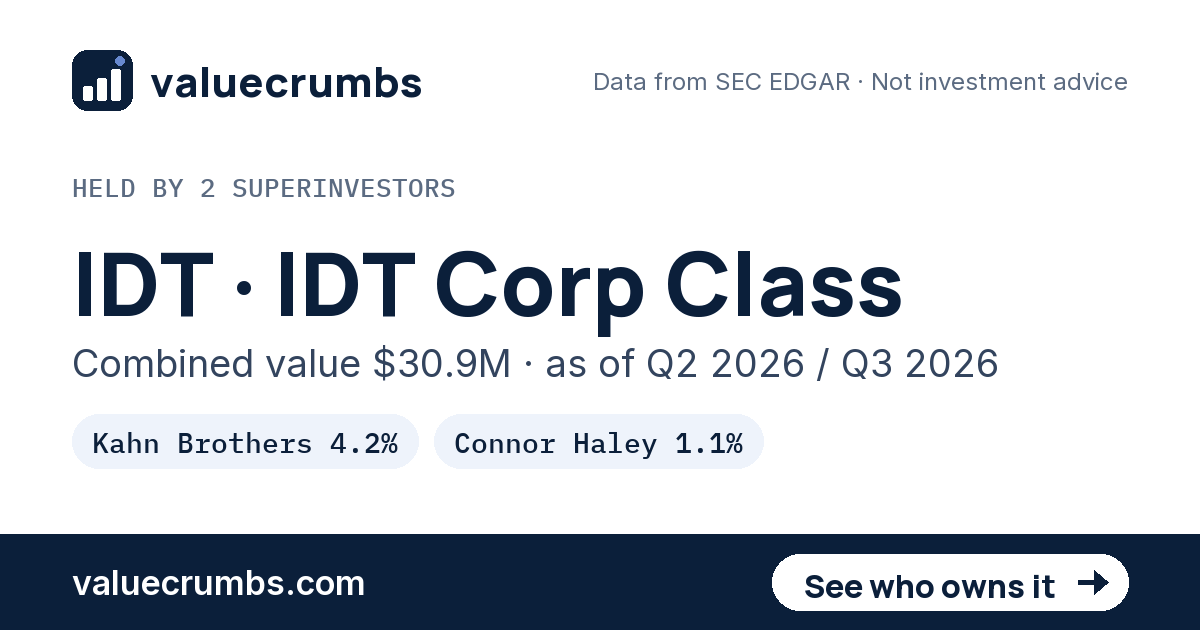 valuecrumbs
Data from SEC EDGAR · Not investment advice
HELD BY 2 SUPERINVESTORS
IDT · IDT Corp Class
Combined value $30.9M · as of Q2 2026 / Q3 2026
Kahn Brothers 4.2%
Connor Haley 1.1%
valuecrumbs.com
See who owns it →